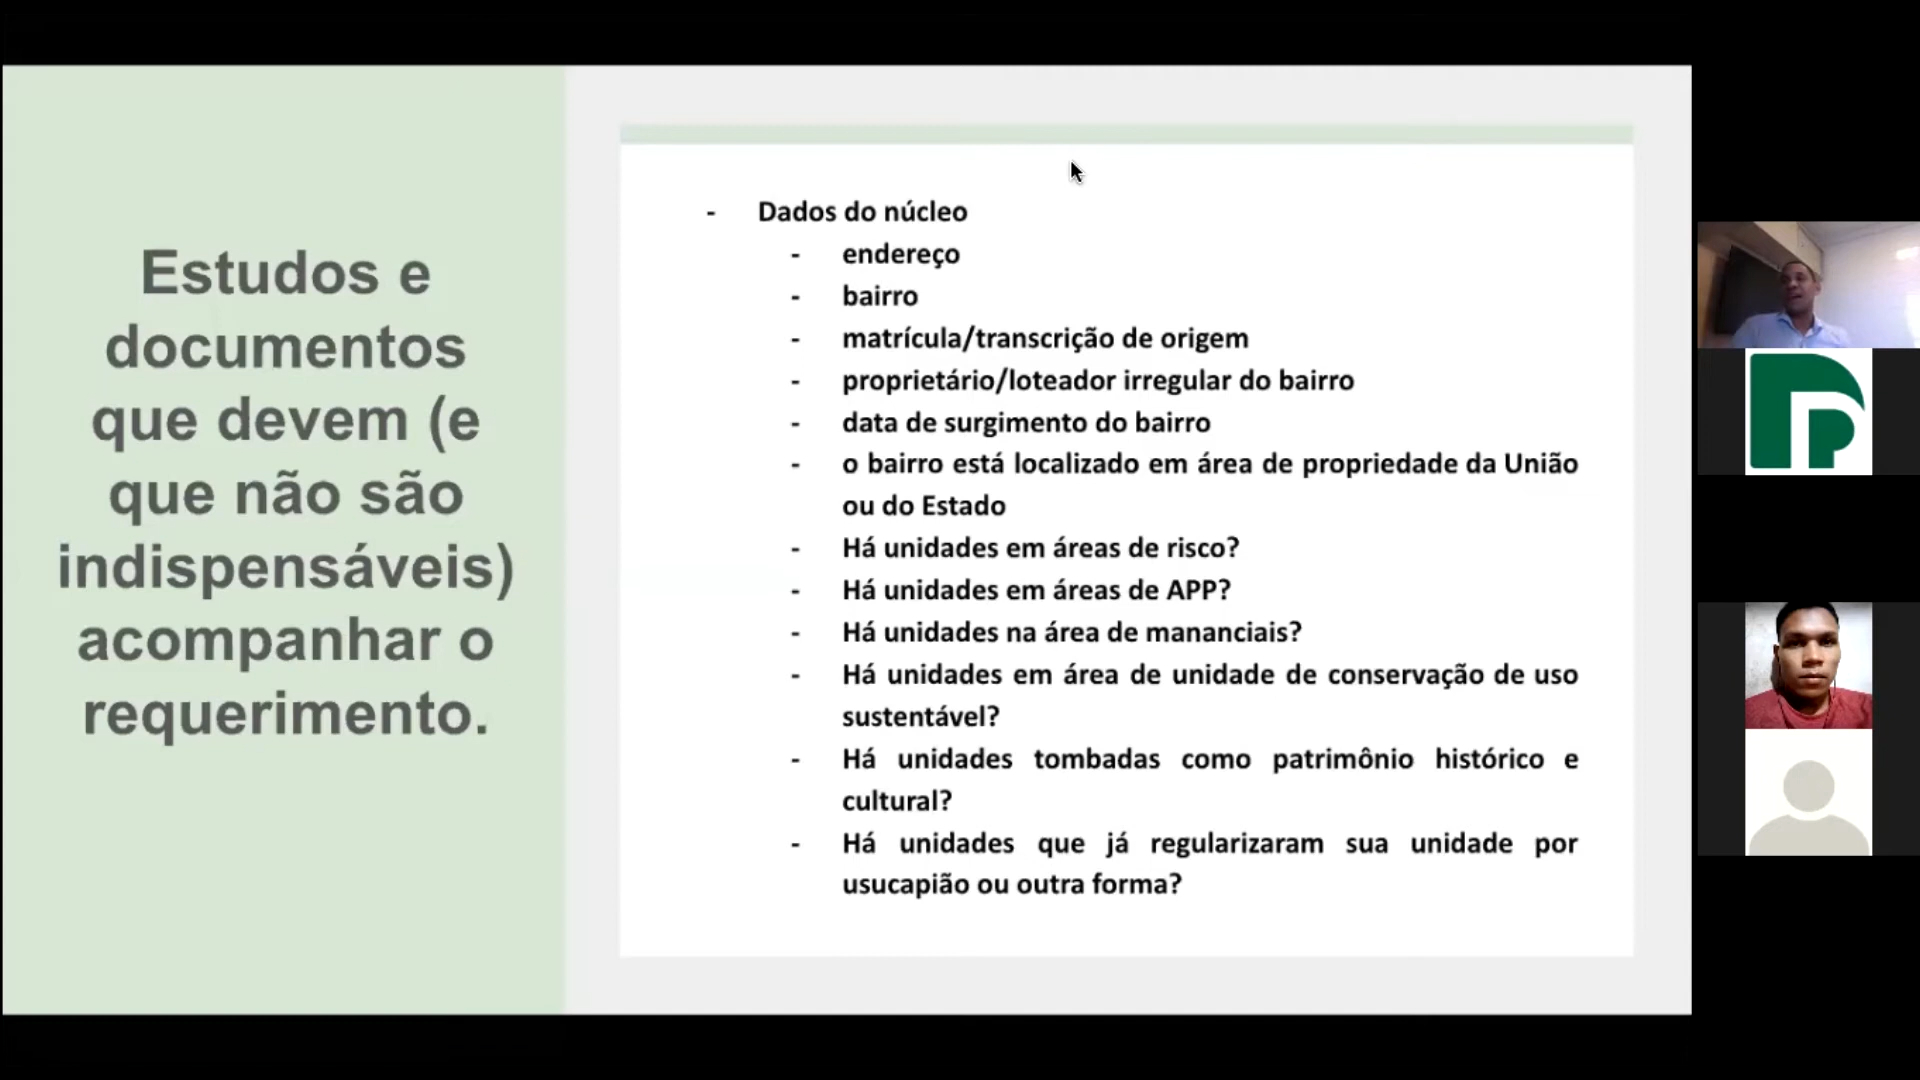 Estudos e
documentos
que devem (e
que não são
indispensáveis)
acompanhar o
requerimento.
- Dados do núcleo
- endereço
- bairro
- matrícula/transcrição de origem
- proprietário/loteador irregular do bairro
- data de surgimento do bairro
- o bairro está localizado em área de propriedade da União
ou do Estado
- Há unidades em áreas de risco?
- Há unidades em áreas de APP?
- Há unidades na área de mananciais?
- Há unidades em área de unidade de conservação de uso
sustentável?
- Há unidades tombadas como patrimônio histórico e
cultural?
- Há unidades que já regularizaram sua unidade por
usucapião ou outra forma?